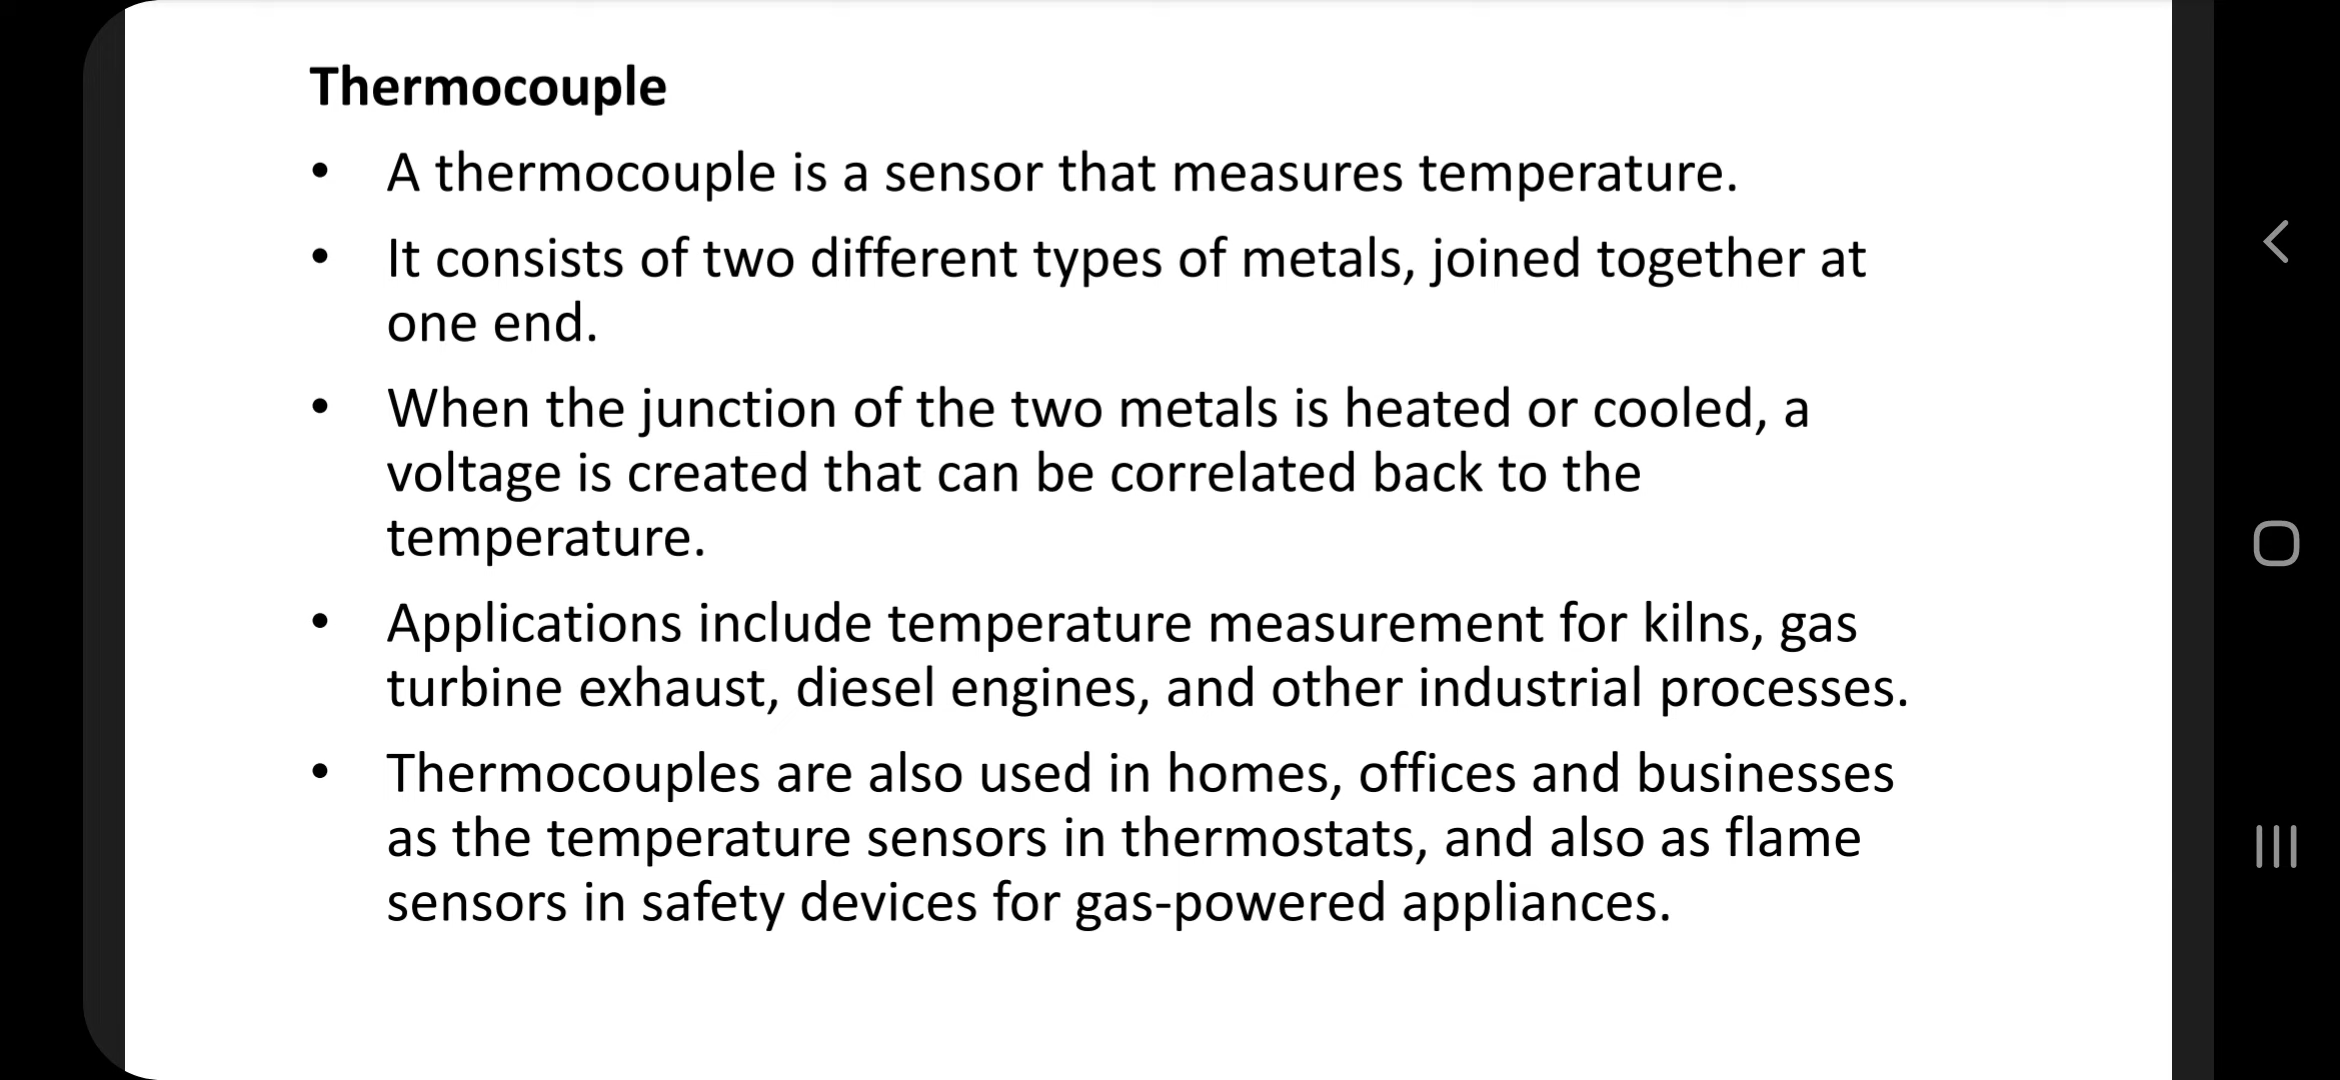 Thermocouple
• A thermocouple is a sensor that measures temperature.
• It consists of two different types of metals, joined together at
one end.
• When the junction of the two metals is heated or cooled, a
voltage is created that can be correlated back to the
temperature.
• Applications include temperature measurement for kilns, gas
turbine exhaust, diesel engines, and other industrial processes.
• Thermocouples are also used in homes, offices and businesses
as the temperature sensors in thermostats, and also as flame
sensors in safety devices for gas-powered appliances.